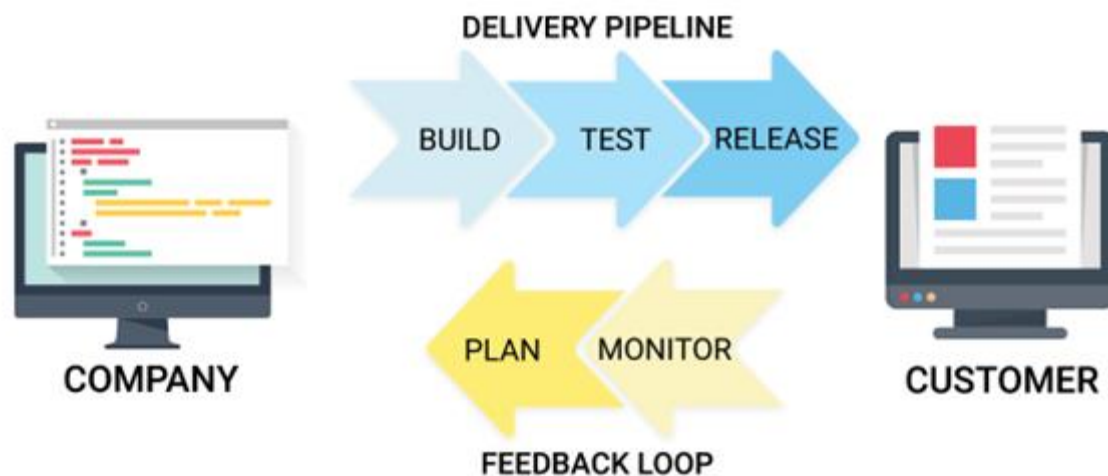 DELIVERY PIPELINE
BUILD
TEST
RELEASE
COMPANY
CUSTOMER
PLAN
MONITOR
FEEDBACK LOOP